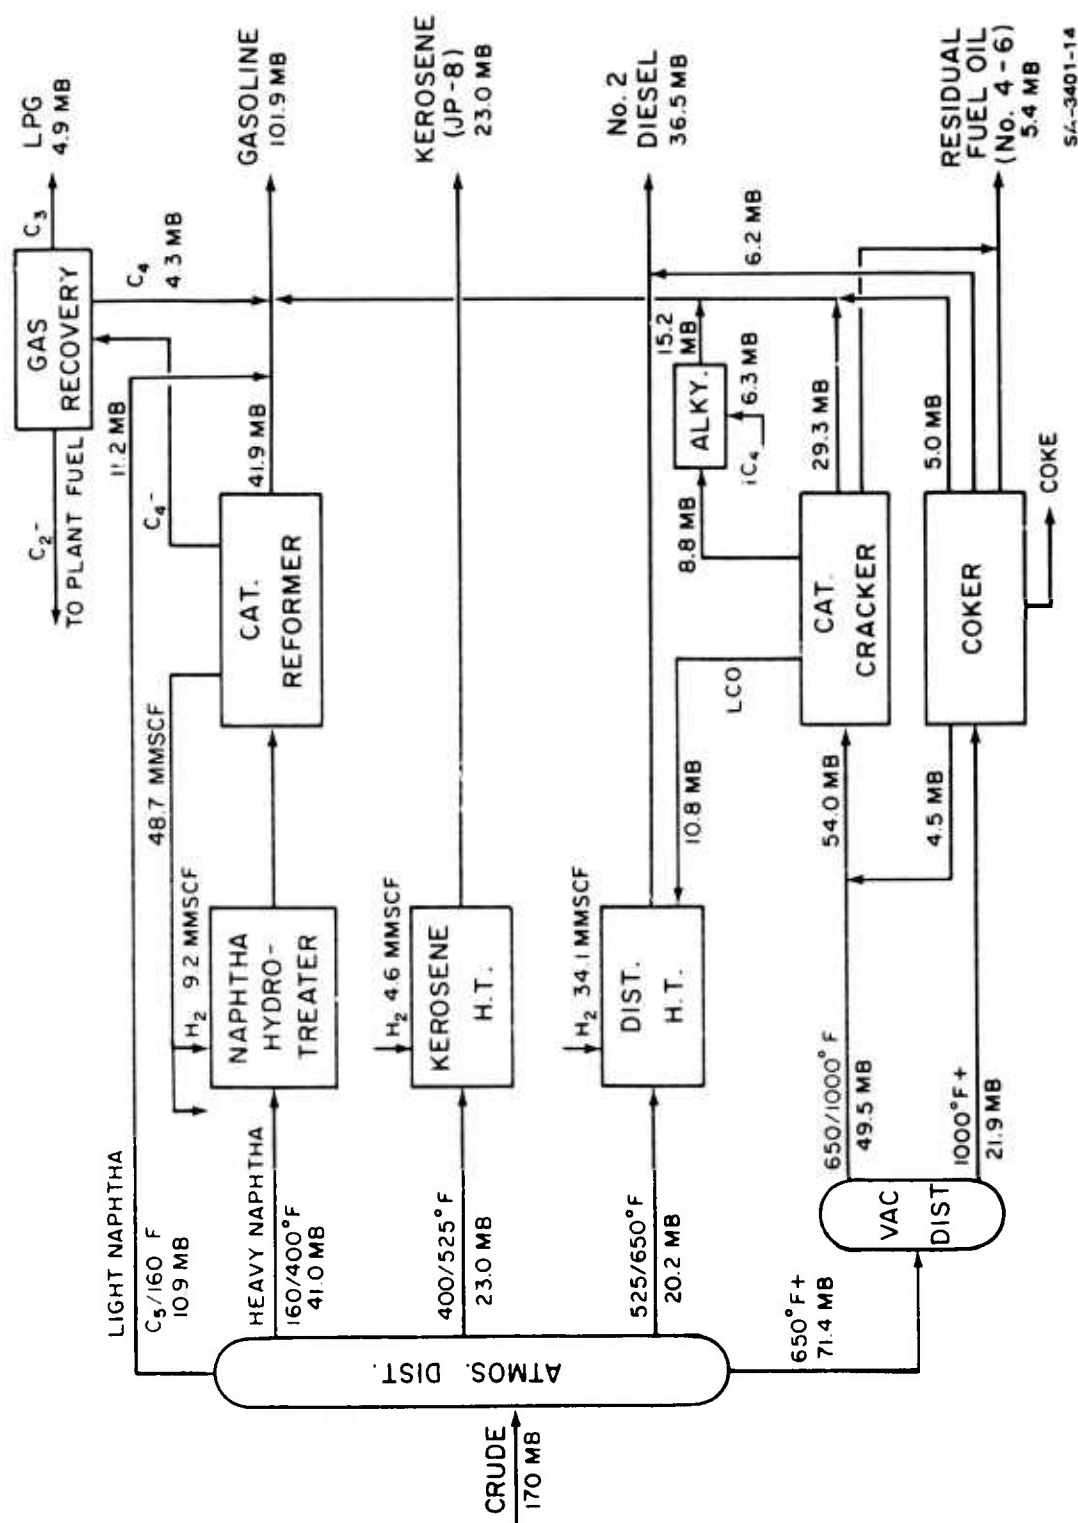 CRUDE
170 MB
ATMOS. DIST.
LIGHT NAPHTHA
C₅/160 F
10.9 MB
HEAVY NAPHTHA
160/400°F
41.0 MB
400/525°F
23.0 MB
525/650°F
20.2 MB
650°F+
71.4 MB
VAC
DIST
650/1000°F
49.5 MB
1000°F+
21.9 MB
H₂ 9.2 MMSCF
NAPHTHA
HYDRO-
TREATER
H₂ 4.6 MMSCF
KEROSENE
H.T.
H₂ 34.1 MMSCF
DIST.
H.T.
48.7 MMSCF
10.8 MB
LCO
54.0 MB
4.5 MB
CAT.
REFORMER
CAT.
CRACKER
COKER
COKE
C₂-
TO PLANT FUEL
GAS
RECOVERY
C₃
C₄-
11.2 MB
41.9 MB
C₄
4.3 MB
8.8 MB
ALKY.
iC₄
6.3 MB
15.2
MB
29.3 MB
5.0 MB
6.2 MB
LPG
4.9 MB
GASOLINE
101.9 MB
KEROSENE
(JP-8)
23.0 MB
No. 2
DIESEL
36.5 MB
RESIDUAL
FUEL OIL
(No. 4-6)
5.4 MB
SA-3401-14